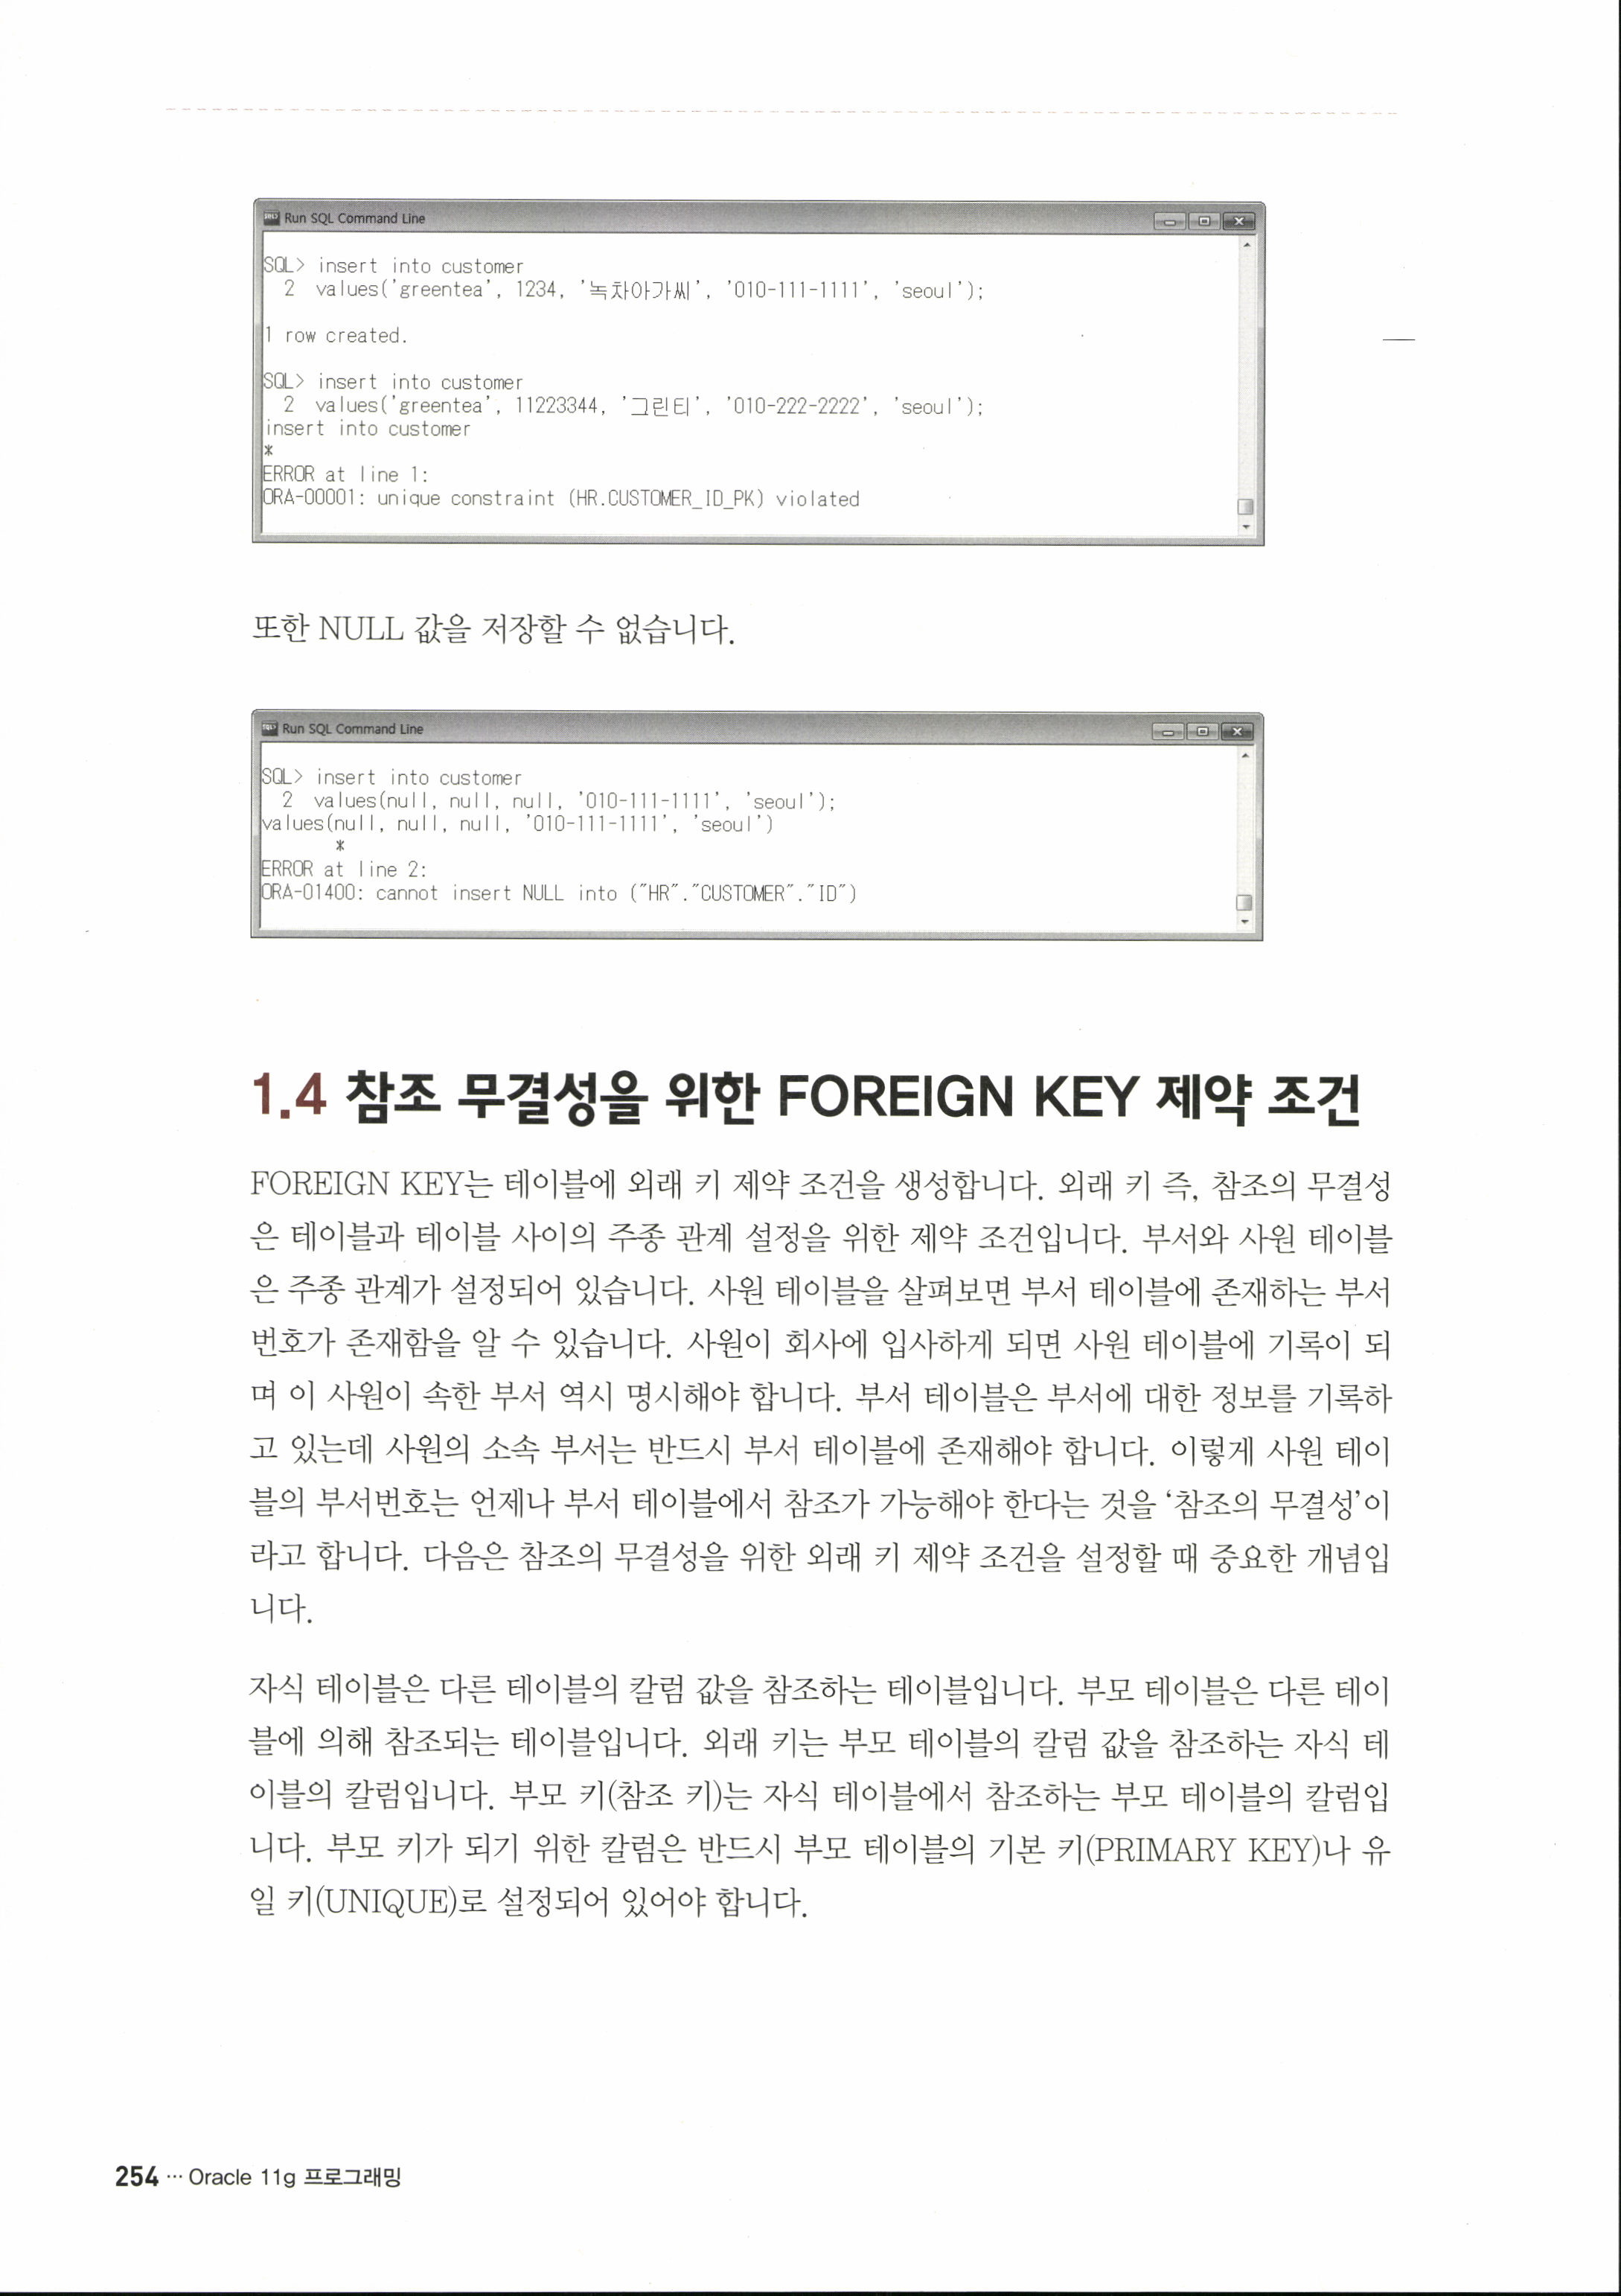 Run SQL Command Line
SQL> insert into customer
2 values('greentea', 1234, '녹차아가씨', '010-111-1111', 'seoul');
1 row created.
SQL> insert into customer
2 values('greentea', 11223344, '그린티', '010-222-2222', 'seoul');
insert into customer
*
ERROR at line 1:
ORA-00001: unique constraint (HR.CUSTOMER_ID_PK) violated
또한 NULL 값을 저장할 수 없습니다.
Run SQL Command Line
SQL> insert into customer
2 values(null, null, null, '010-111-1111', 'seoul');
values(null, null, null, '010-111-1111', 'seoul')
*
ERROR at line 2:
ORA-01400: cannot insert NULL into ("HR"."CUSTOMER"."ID")
1.4 참조 무결성을 위한 FOREIGN KEY 제약 조건
FOREIGN KEY는 테이블에 외래 키 제약 조건을 생성합니다. 외래 키 즉, 참조의 무결성
은 테이블과 테이블 사이의 주종 관계 설정을 위한 제약 조건입니다. 부서와 사원 테이블
은 주종 관계가 설정되어 있습니다. 사원 테이블을 살펴보면 부서 테이블에 존재하는 부서
번호가 존재함을 알 수 있습니다. 사원이 회사에 입사하게 되면 사원 테이블에 기록이 되
며 이 사원이 속한 부서 역시 명시해야 합니다. 부서 테이블은 부서에 대한 정보를 기록하
고 있는데 사원의 소속 부서는 반드시 부서 테이블에 존재해야 합니다. 이렇게 사원 테이
블의 부서번호는 언제나 부서 테이블에서 참조가 가능해야 한다는 것을 ‘참조의 무결성’이
라고 합니다. 다음은 참조의 무결성을 위한 외래 키 제약 조건을 설정할 때 중요한 개념입
니다.
자식 테이블은 다른 테이블의 칼럼 값을 참조하는 테이블입니다. 부모 테이블은 다른 테이
블에 의해 참조되는 테이블입니다. 외래 키는 부모 테이블의 칼럼 값을 참조하는 자식 테
이블의 칼럼입니다. 부모 키(참조 키)는 자식 테이블에서 참조하는 부모 테이블의 칼럼입
니다. 부모 키가 되기 위한 칼럼은 반드시 부모 테이블의 기본 키(PRIMARY KEY)나 유
일 키(UNIQUE)로 설정되어 있어야 합니다.
254 ··· Oracle 11g 프로그래밍